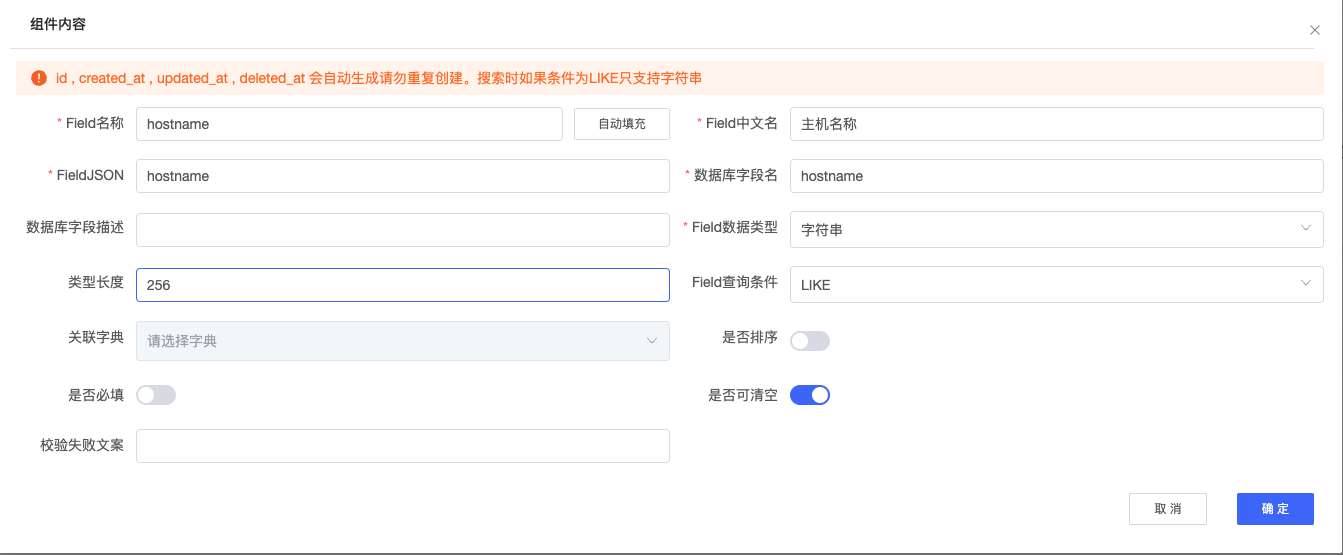 组件内容
id , created_at , updated_at , deleted_at 会自动生成请勿重复创建。搜索时如果条件为LIKE只支持字符串
* Field名称 hostname 自动填充 * Field中文名 主机名称
* FieldJSON hostname * 数据库字段名 hostname
数据库字段描述 * Field数据类型 字符串
类型长度 256 Field查询条件 LIKE
关联字典 请选择字典 是否排序
是否必填 是否可清空
校验失败文案
取消 确定